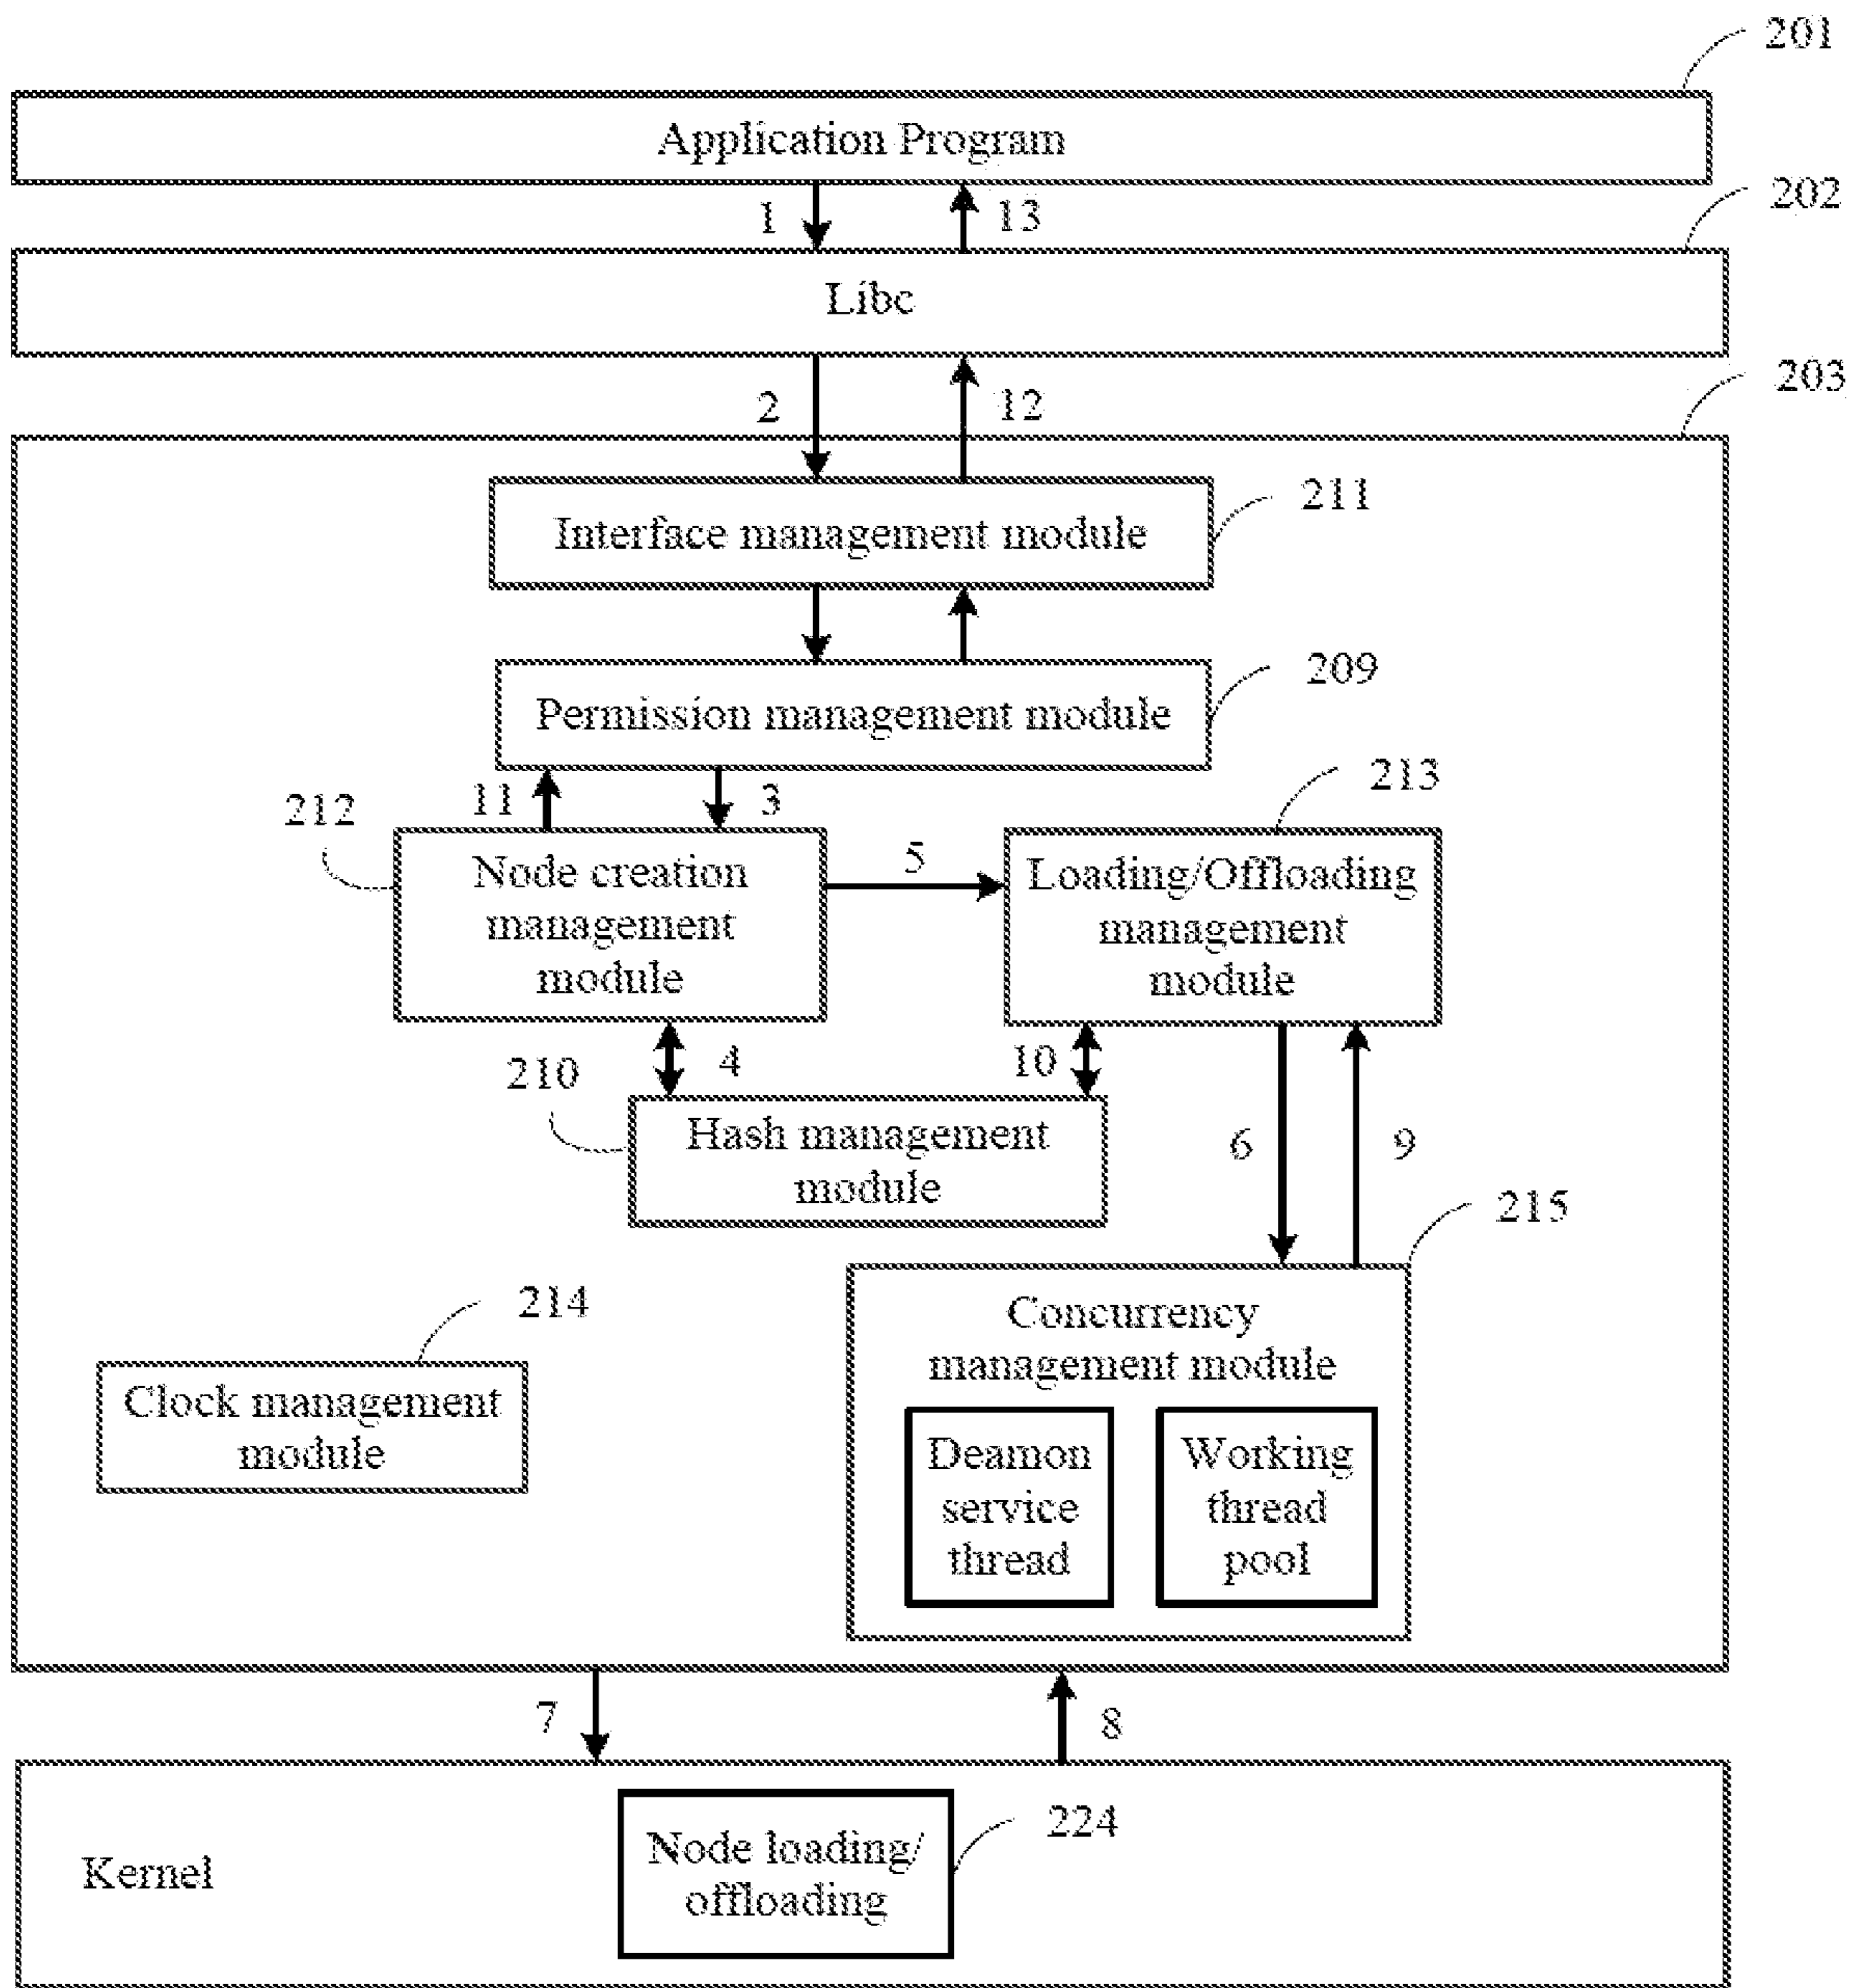 201
Application Program
1
13
202
Libc
203
2
12
Interface management module
211
209
Permission management module
213
212
11
3
Node creation
management
module
5
Loading/Offloading
management
module
210
4
10
Hash management
module
6
9
215
214
Clock management
module
Concurrency
management module
Deamon
service
thread
Working
thread
pool
7
8
Kernel
Node loading/
offloading
224